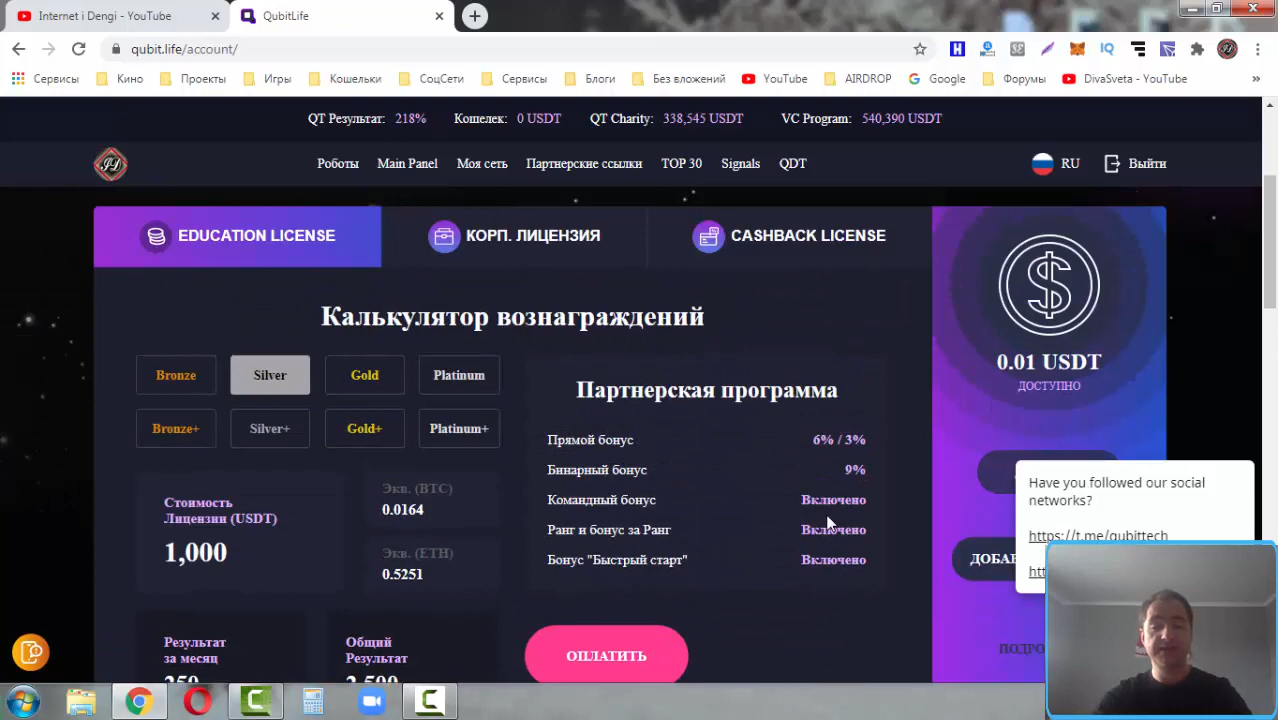 Internet i Dengi - YouTube
QubitLife
qubit.life/account/
Сервисы Кино Проекты Игры Кошельки СоцСети Сервисы Блоги Без вложений YouTube AIRDROP Google Форумы DivaSveta - YouTube »
QT Результат: 218% Кошелек: 0 USDT QT Charity: 338,545 USDT VC Program: 540,390 USDT
Роботы Main Panel Моя сеть Партнерские ссылки TOP 30 Signals QDT RU Выйти
EDUCATION LICENSE КОРП. ЛИЦЕНЗИЯ CASHBACK LICENSE
Калькулятор вознаграждений
Bronze Silver Gold Platinum
Bronze+ Silver+ Gold+ Platinum+
Стоимость
Лицензии (USDT)
1,000
Экв. (BTC)
0.0164
Экв. (ETH)
0.5251
Результат
за месяц
250
Общий
Результат
2,500
Партнерская программа
Прямой бонус 6% / 3%
Бинарный бонус 9%
Командный бонус Включено
Ранг и бонус за Ранг Включено
Бонус "Быстрый старт" Включено
ОПЛАТИТЬ
0.01 USDT
ДОСТУПНО
ДОБА
ПОДРО
Have you followed our social
networks?
https://t.me/qubittech
htt